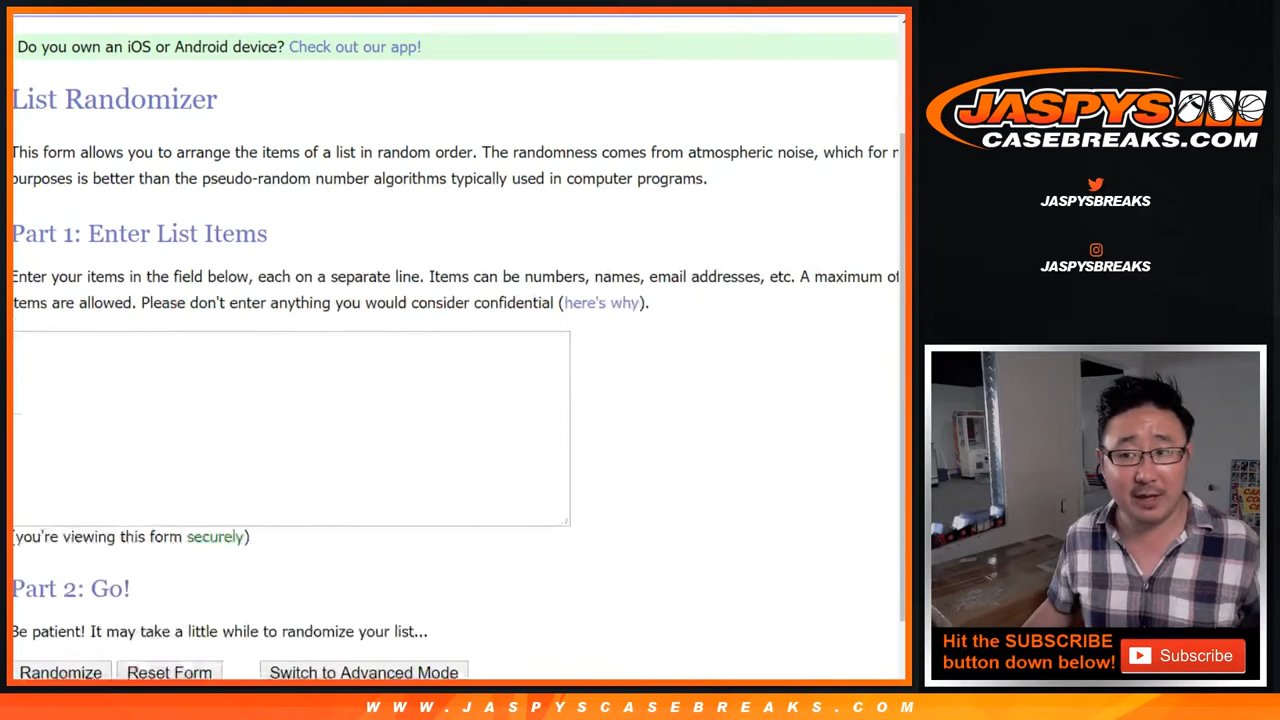 Do you own an iOS or Android device? Check out our app!
List Randomizer
This form allows you to arrange the items of a list in random order. The randomness comes from atmospheric noise, which for
purposes is better than the pseudo-random number algorithms typically used in computer programs.
Part 1: Enter List Items
Enter your items in the field below, each on a separate line. Items can be numbers, names, email addresses, etc. A maximum of
items are allowed. Please don't enter anything you would consider confidential (here's why).
(you're viewing this form securely)
Part 2: Go!
Be patient! It may take a little while to randomize your list...
Randomize Reset Form Switch to Advanced Mode
JASPYS
CASEBREAKS.COM
JASPYSBREAKS
JASPYSBREAKS
Hit the SUBSCRIBE
button down below!
Subscribe
WWW.JASPYSCASEBREAKS.COM